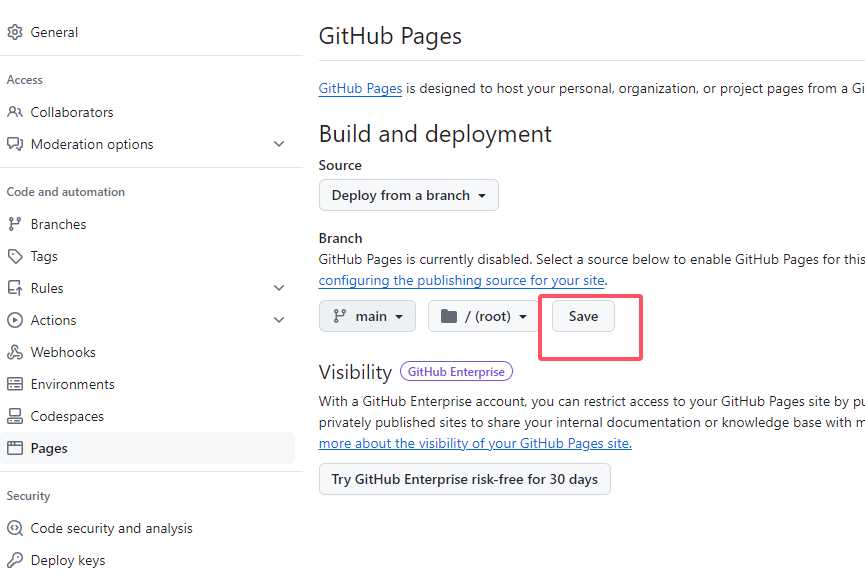 General
Access
Collaborators
Moderation options
Code and automation
Branches
Tags
Rules
Actions
Webhooks
Environments
Codespaces
Pages
Security
Code security and analysis
Deploy keys
GitHub Pages
GitHub Pages is designed to host your personal, organization, or project pages from a Gi
Build and deployment
Source
Deploy from a branch
Branch
GitHub Pages is currently disabled. Select a source below to enable GitHub Pages for this
configuring the publishing source for your site.
main / (root) Save
Visibility GitHub Enterprise
With a GitHub Enterprise account, you can restrict access to your GitHub Pages site by pu
privately published sites to share your internal documentation or knowledge base with m
more about the visibility of your GitHub Pages site.
Try GitHub Enterprise risk-free for 30 days